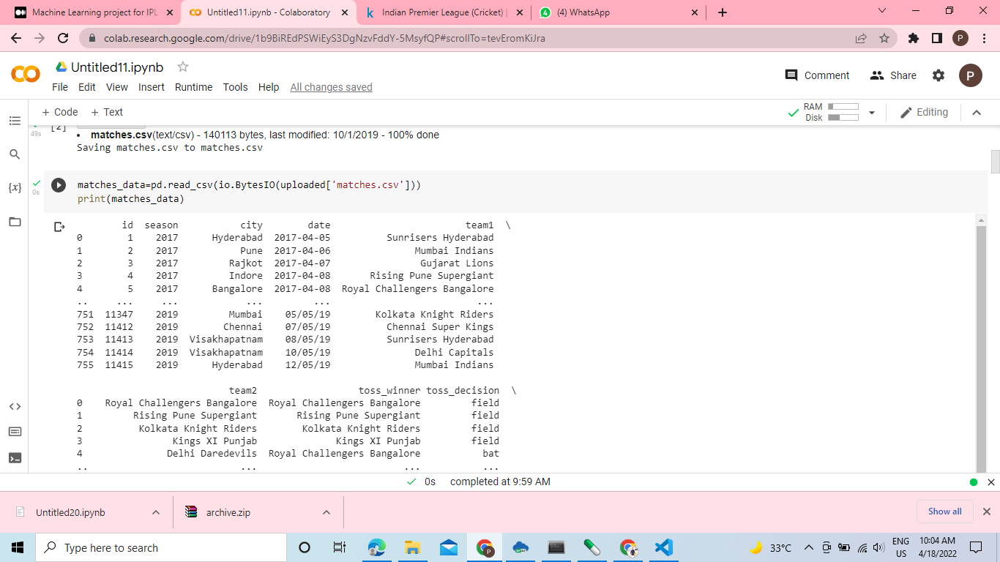 Machine Learning project for IPL
Untitled11.ipynb - Colaboratory
Indian Premier League (Cricket) |
(4) WhatsApp
colab.research.google.com/drive/1b9BiREdPSWiEyS3DgNzvFddY-5MsyfQP#scrollTo=tevEromKiJra
P
Untitled11.ipynb
File Edit View Insert Runtime Tools Help All changes saved
Comment Share P
+ Code + Text
RAM
Disk
Editing
[2]
49s
• matches.csv(text/csv) - 140113 bytes, last modified: 10/1/2019 - 100% done
Saving matches.csv to matches.csv
{x}
0s
matches_data=pd.read_csv(io.BytesIO(uploaded['matches.csv']))
print(matches_data)
id season city date team1 \
0 1 2017 Hyderabad 2017-04-05 Sunrisers Hyderabad
1 2 2017 Pune 2017-04-06 Mumbai Indians
2 3 2017 Rajkot 2017-04-07 Gujarat Lions
3 4 2017 Indore 2017-04-08 Rising Pune Supergiant
4 5 2017 Bangalore 2017-04-08 Royal Challengers Bangalore
.. ... ... ... ... ...
751 11347 2019 Mumbai 05/05/19 Kolkata Knight Riders
752 11412 2019 Chennai 07/05/19 Chennai Super Kings
753 11413 2019 Visakhapatnam 08/05/19 Sunrisers Hyderabad
754 11414 2019 Visakhapatnam 10/05/19 Delhi Capitals
755 11415 2019 Hyderabad 12/05/19 Mumbai Indians
team2 toss_winner toss_decision \
0 Royal Challengers Bangalore Royal Challengers Bangalore field
1 Rising Pune Supergiant Rising Pune Supergiant field
2 Kolkata Knight Riders Kolkata Knight Riders field
3 Kings XI Punjab Kings XI Punjab field
4 Delhi Daredevils Royal Challengers Bangalore bat
.. ... ... ...
0s completed at 9:59 AM
Untitled20.ipynb
archive.zip
Show all
Type here to search
33°C
ENG
US
10:04 AM
4/18/2022